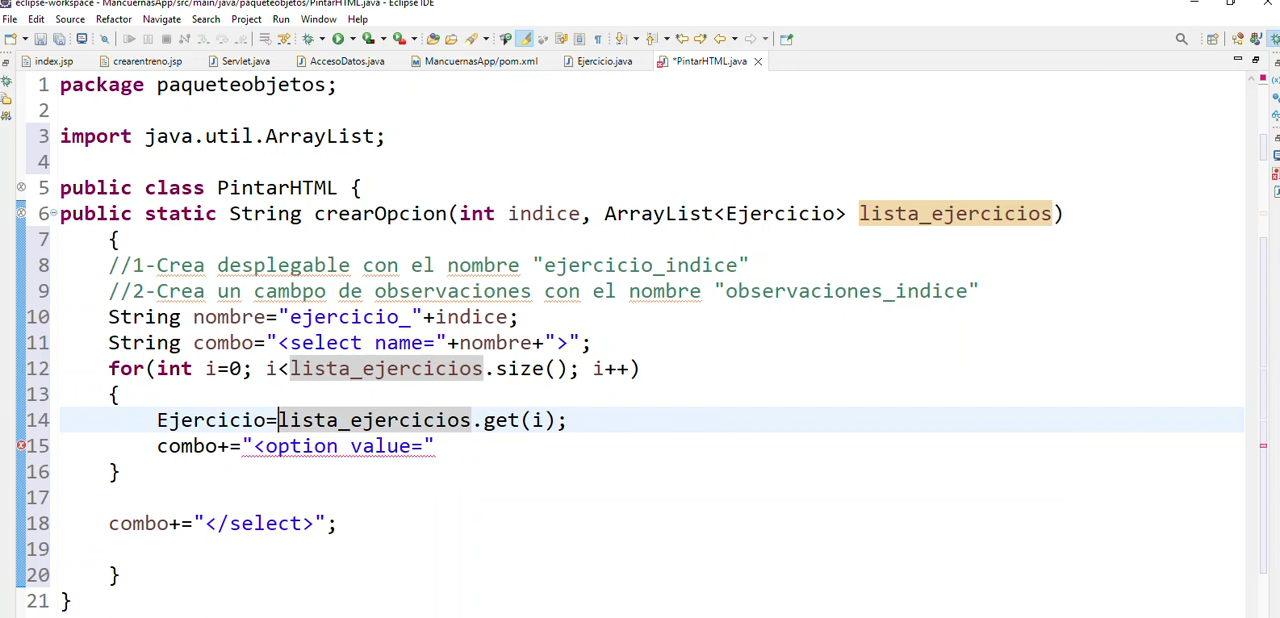 eclipse-workspace - MancuernasApp/src/main/java/paqueteobjetos/PintarHTML.java - Eclipse IDE
File Edit Source Refactor Navigate Search Project Run Window Help
index.jsp crearentreno.jsp Servlet.java AccesoDatos.java MancuernasApp/pom.xml Ejercicio.java *PintarHTML.java
1 package paqueteobjetos;
2
3 import java.util.ArrayList;
4
5 public class PintarHTML {
6 public static String crearOpcion(int indice, ArrayList<Ejercicio> lista_ejercicios)
7 {
8 //1-Crea desplegable con el nombre "ejercicio_indice"
9 //2-Crea un cambpo de observaciones con el nombre "observaciones_indice"
10 String nombre="ejercicio_"+indice;
11 String combo="<select name="+nombre+">";
12 for(int i=0; i<lista_ejercicios.size(); i++)
13 {
14 Ejercicio=lista_ejercicios.get(i);
15 combo+="<option value="
16 }
17
18 combo+="</select>";
19
20 }
21 }